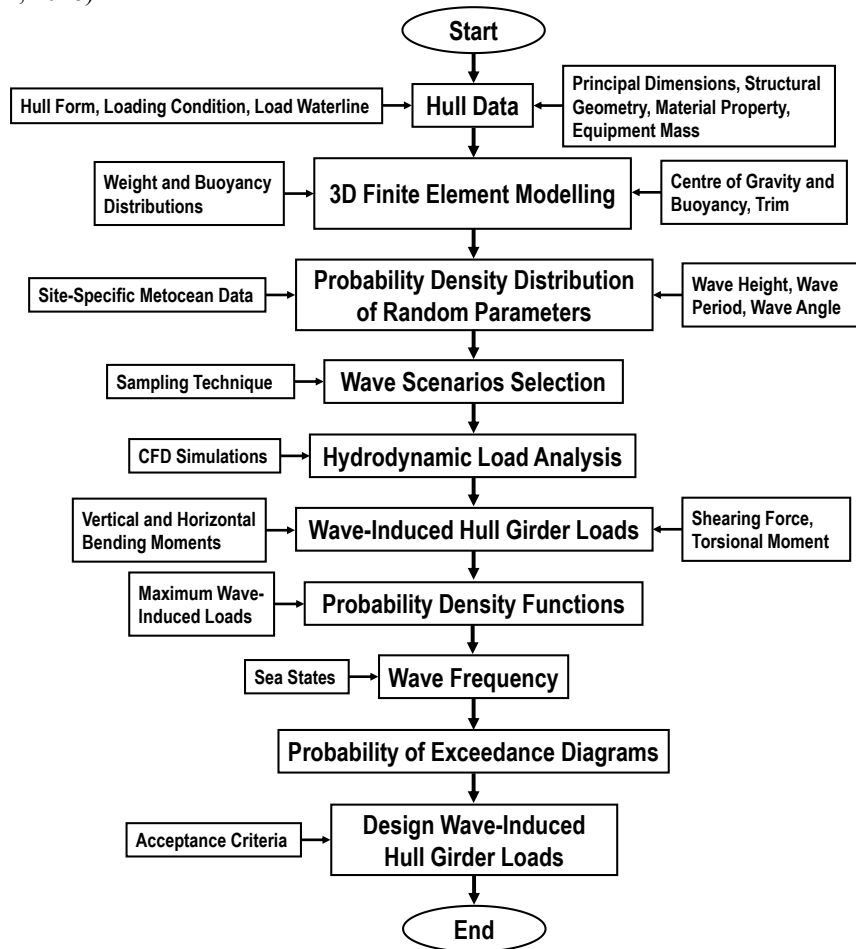 Start
Hull Form, Loading Condition, Load Waterline
Hull Data
Principal Dimensions, Structural
Geometry, Material Property,
Equipment Mass
Weight and Buoyancy
Distributions
3D Finite Element Modelling
Centre of Gravity and
Buoyancy, Trim
Site-Specific Metocean Data
Probability Density Distribution
of Random Parameters
Wave Height, Wave
Period, Wave Angle
Sampling Technique
Wave Scenarios Selection
CFD Simulations
Hydrodynamic Load Analysis
Vertical and Horizontal
Bending Moments
Wave-Induced Hull Girder Loads
Shearing Force,
Torsional Moment
Maximum Wave-
Induced Loads
Probability Density Functions
Sea States
Wave Frequency
Probability of Exceedance Diagrams
Acceptance Criteria
Design Wave-Induced
Hull Girder Loads
End